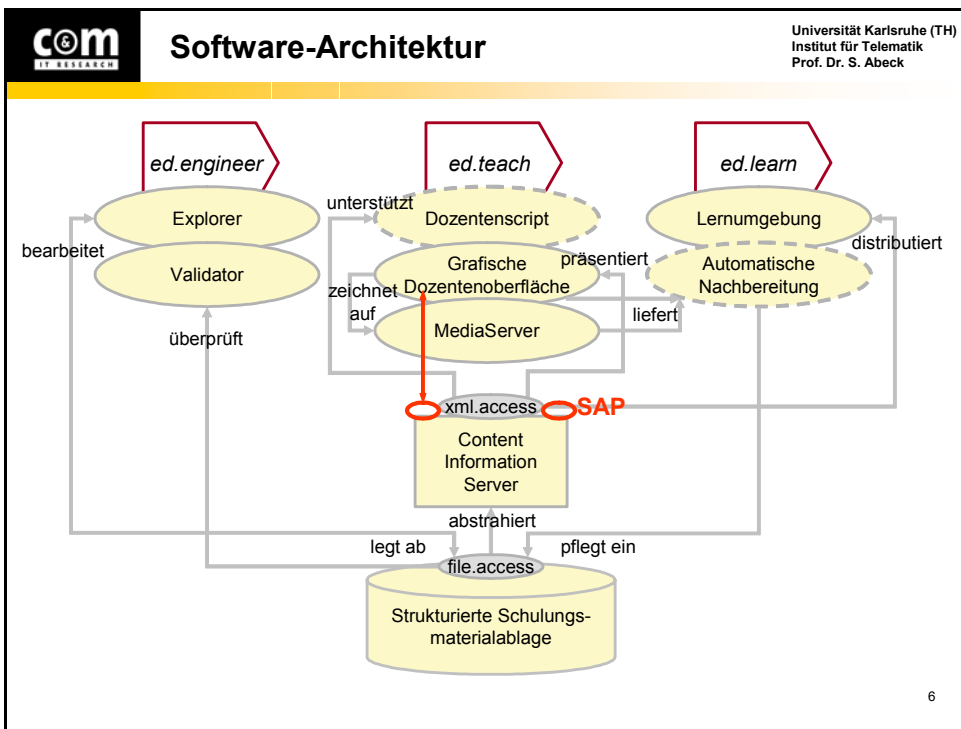 c&m
IT RESEARCH
Software-Architektur
Universität Karlsruhe (TH)
Institut für Telematik
Prof. Dr. S. Abeck
ed.engineer
ed.teach
ed.learn
Explorer
unterstützt
Dozentenscript
Lernumgebung
bearbeitet
distributiert
Validator
Grafische
Dozentenoberfläche
präsentiert
Automatische
Nachbereitung
zeichnet
auf
MediaServer
liefert
überprüft
xml.access
SAP
Content
Information
Server
abstrahiert
legt ab
pflegt ein
file.access
Strukturierte Schulungs-
materialablage
6